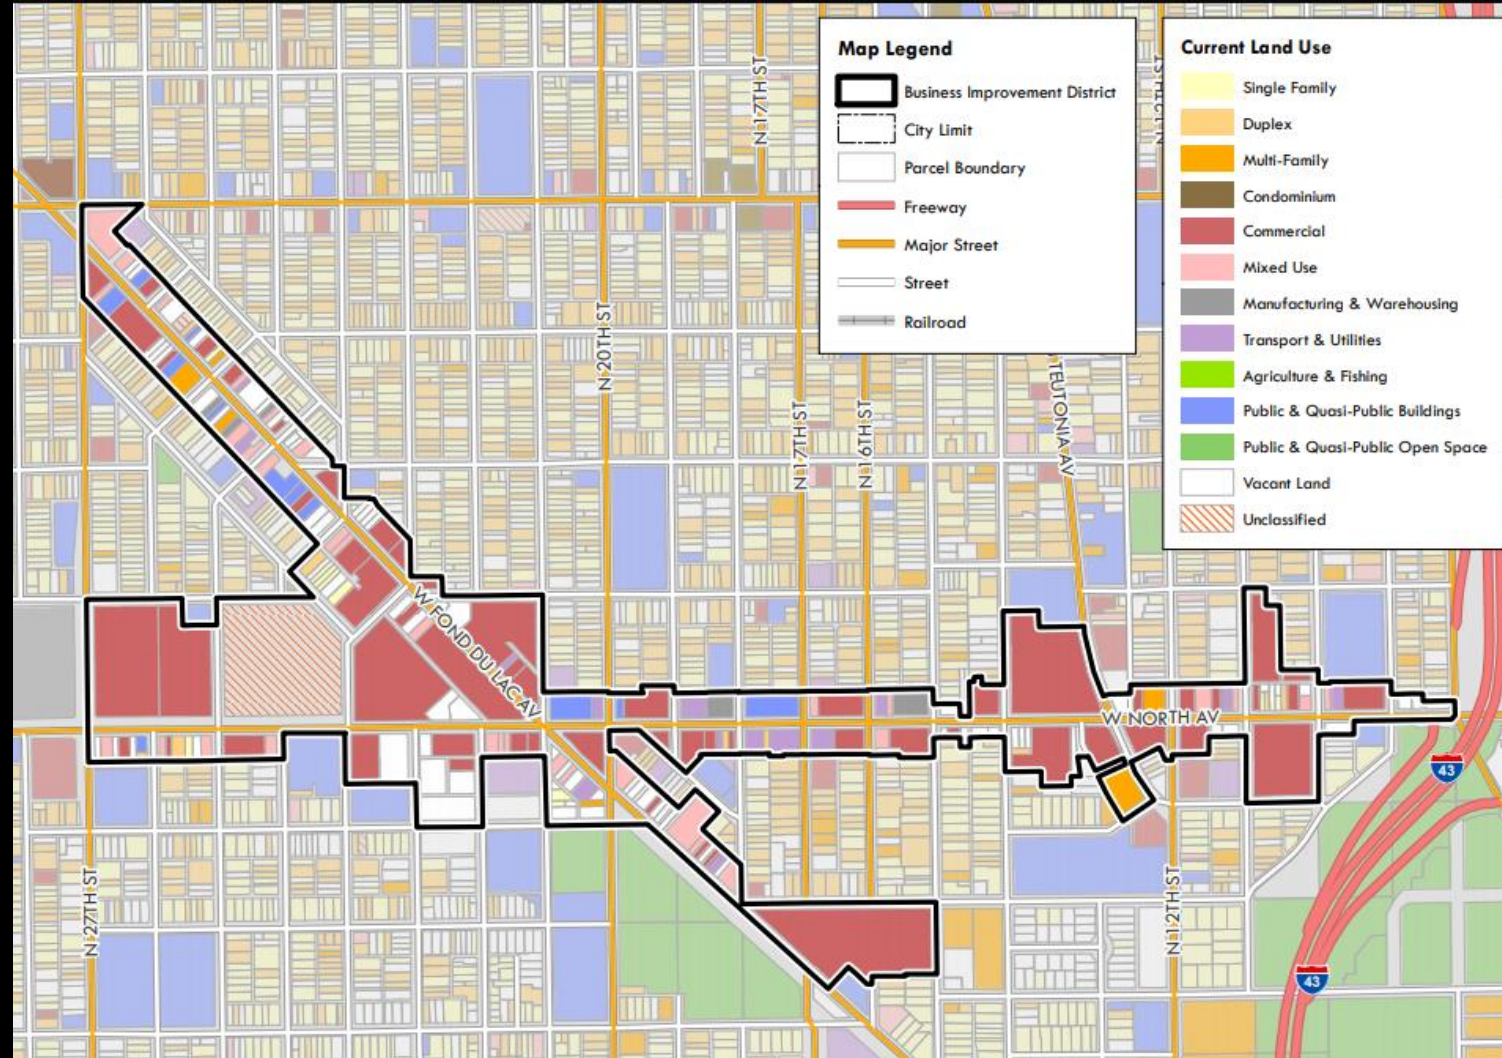 Map Legend
Business Improvement District
City Limit
Parcel Boundary
Freeway
Major Street
Street
Railroad
Current Land Use
Single Family
Duplex
Multi-Family
Condominium
Commercial
Mixed Use
Manufacturing & Warehousing
Transport & Utilities
Agriculture & Fishing
Public & Quasi-Public Buildings
Public & Quasi-Public Open Space
Vacant Land
Unclassified
N 17TH ST
N 12TH ST
N 20TH ST
TEUTONIA AV
N 17TH ST
N 16TH ST
W FOND DU LAC AV
W NORTH AV
43
N 27TH ST
N 12TH ST
43